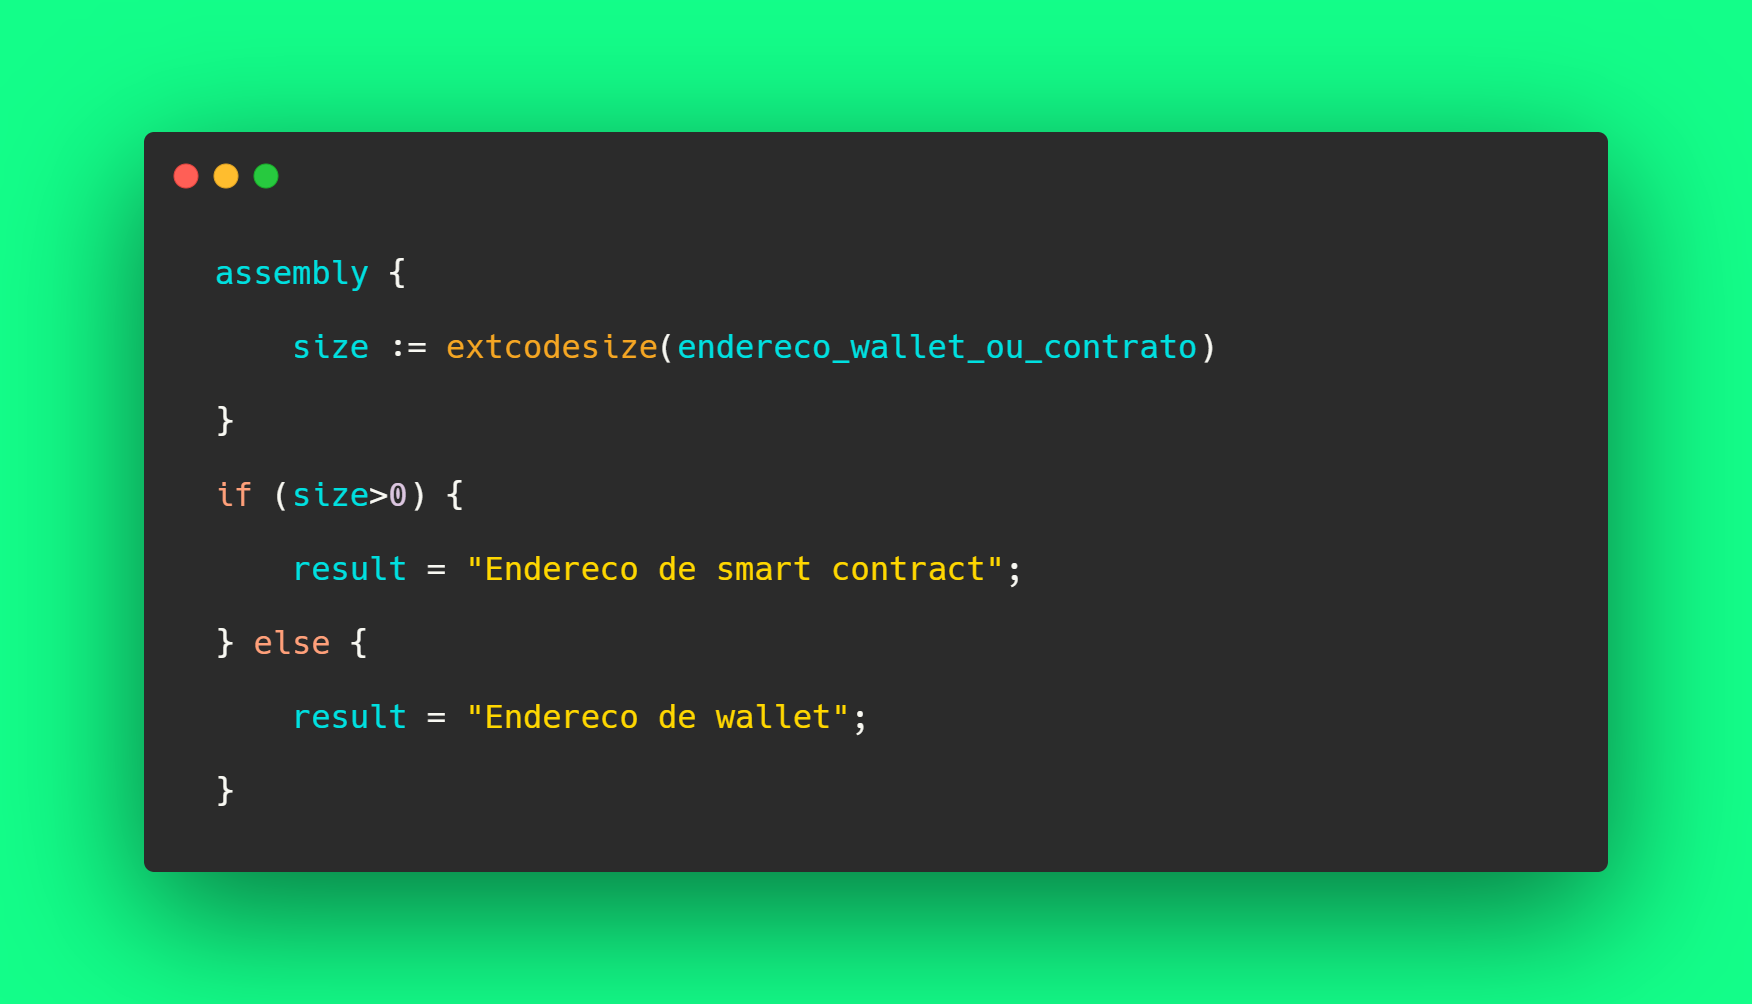 assembly {
    size := extcodesize(endereco_wallet_ou_contrato)
}
if (size>0) {
    result = "Endereco de smart contract";
} else {
    result = "Endereco de wallet";
}